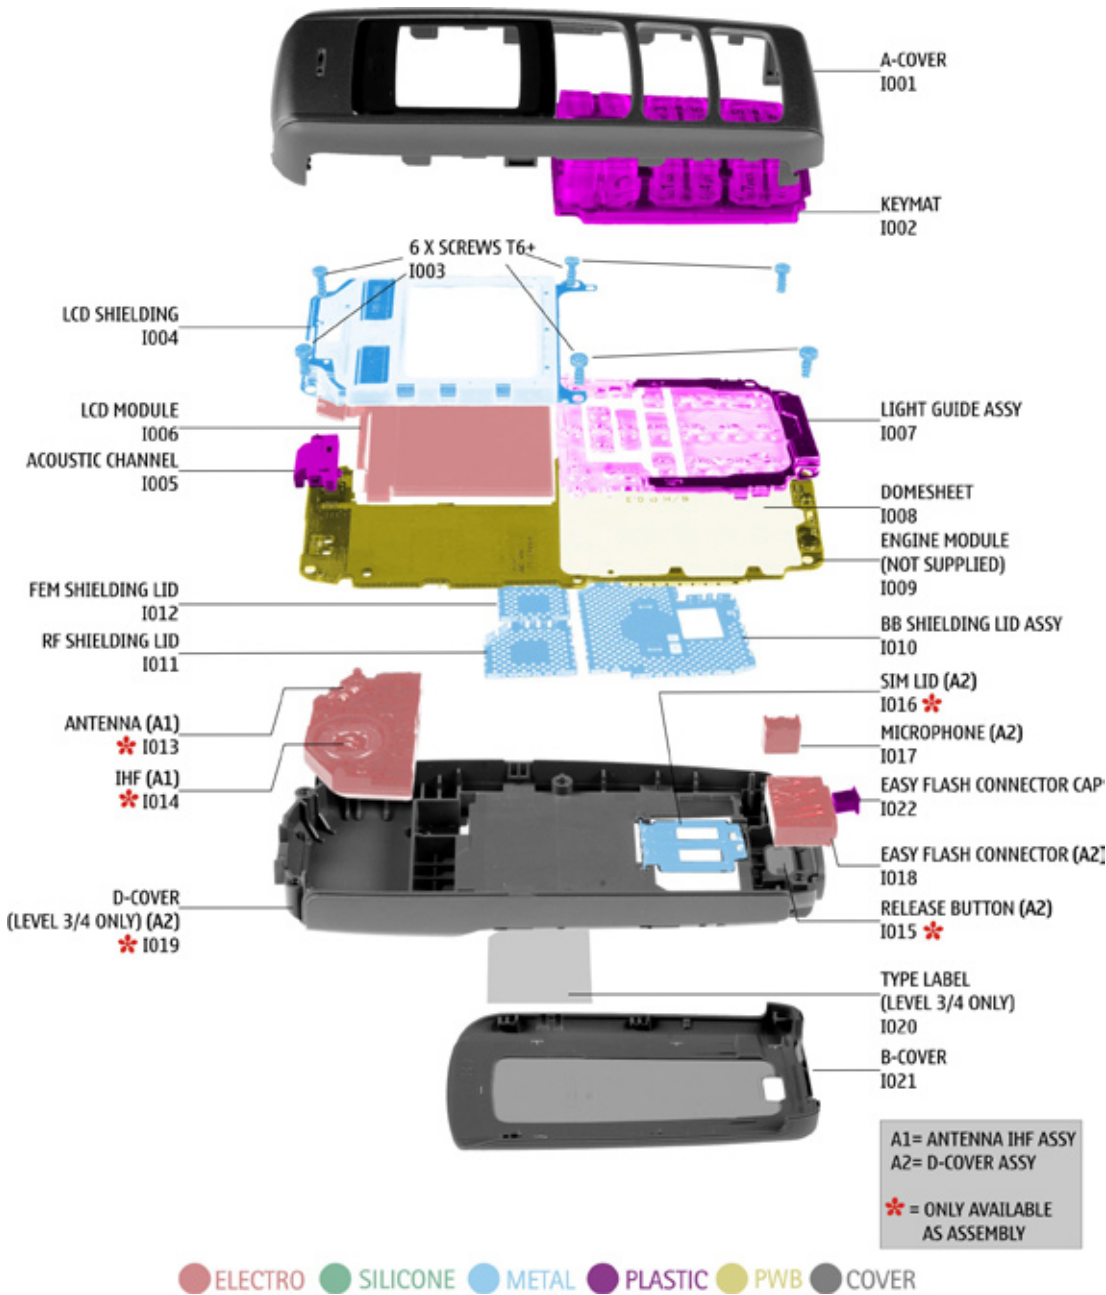 A-COVER
I001
KEYMAT
I002
6 X SCREWS T6+
I003
LCD SHIELDING
I004
LCD MODULE
I006
LIGHT GUIDE ASSY
I007
ACOUSTIC CHANNEL
I005
DOMESHEET
I008
ENGINE MODULE
(NOT SUPPLIED)
I009
FEM SHIELDING LID
I012
RF SHIELDING LID
I011
BB SHIELDING LID ASSY
I010
SIM LID (A2)
I016 *
ANTENNA (A1)
* I013
MICROPHONE (A2)
I017
IHF (A1)
* I014
EASY FLASH CONNECTOR CAP
I022
EASY FLASH CONNECTOR (A2)
I018
D-COVER
(LEVEL 3/4 ONLY) (A2)
* I019
RELEASE BUTTON (A2)
I015 *
TYPE LABEL
(LEVEL 3/4 ONLY)
I020
B-COVER
I021
A1= ANTENNA IHF ASSY
A2= D-COVER ASSY
* = ONLY AVAILABLE
AS ASSEMBLY
ELECTRO SILICONE METAL PLASTIC PWB COVER